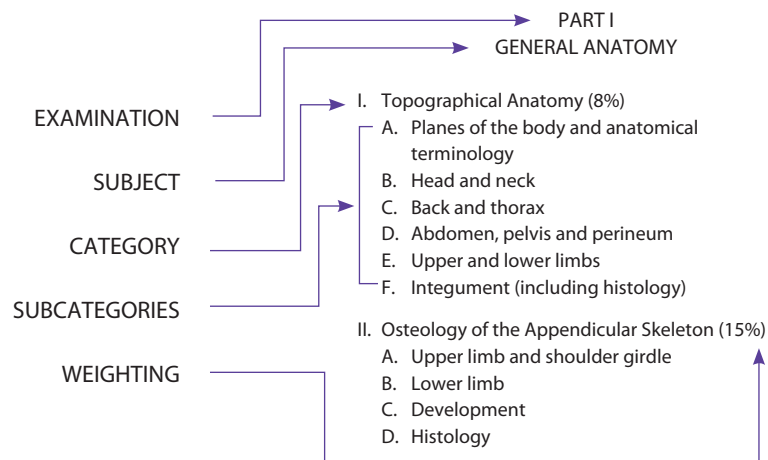 PART I
GENERAL ANATOMY
EXAMINATION
SUBJECT
CATEGORY
SUBCATEGORIES
WEIGHTING
I. Topographical Anatomy (8%)
A. Planes of the body and anatomical
terminology
B. Head and neck
C. Back and thorax
D. Abdomen, pelvis and perineum
E. Upper and lower limbs
F. Integument (including histology)
II. Osteology of the Appendicular Skeleton (15%)
A. Upper limb and shoulder girdle
B. Lower limb
C. Development
D. Histology